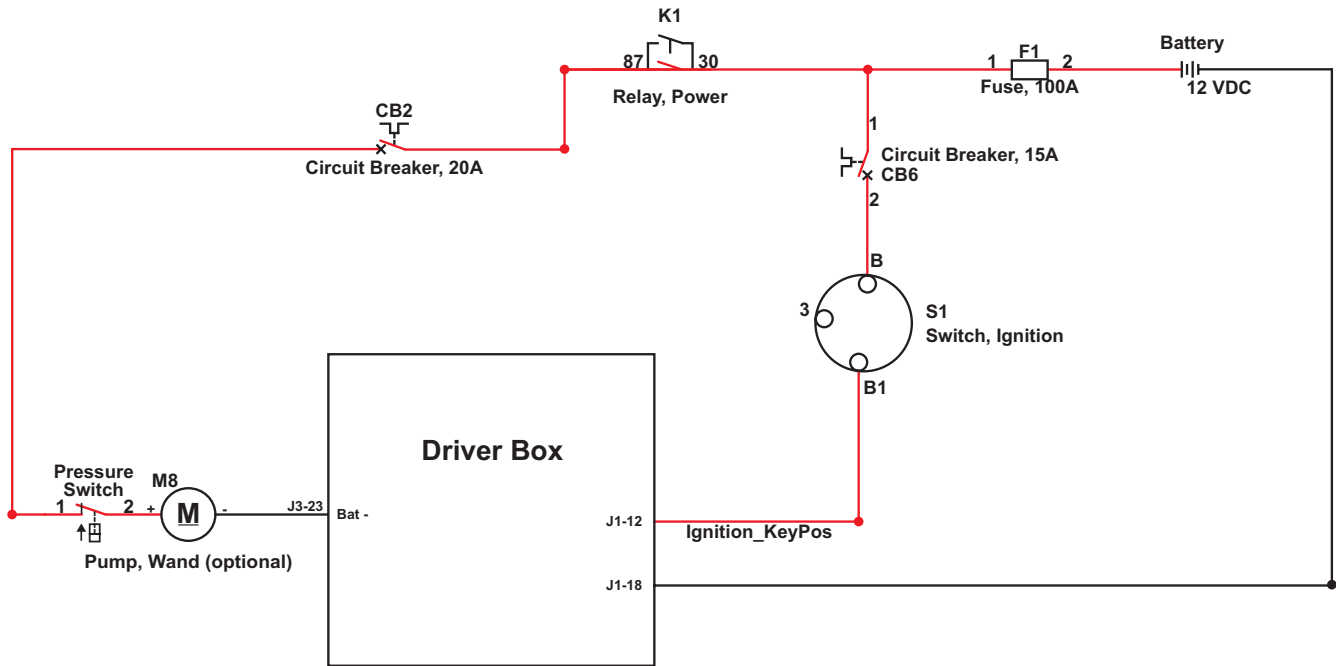 K1
87
30
Relay, Power
1
F1
2
Fuse, 100A
Battery
12 VDC
CB2
Circuit Breaker, 20A
1
Circuit Breaker, 15A
CB6
2
B
3
S1
Switch, Ignition
B1
Driver Box
Pressure
Switch
1
2
M8
+
M
-
J3-23
Bat -
Pump, Wand (optional)
J1-12
Ignition_KeyPos
J1-18